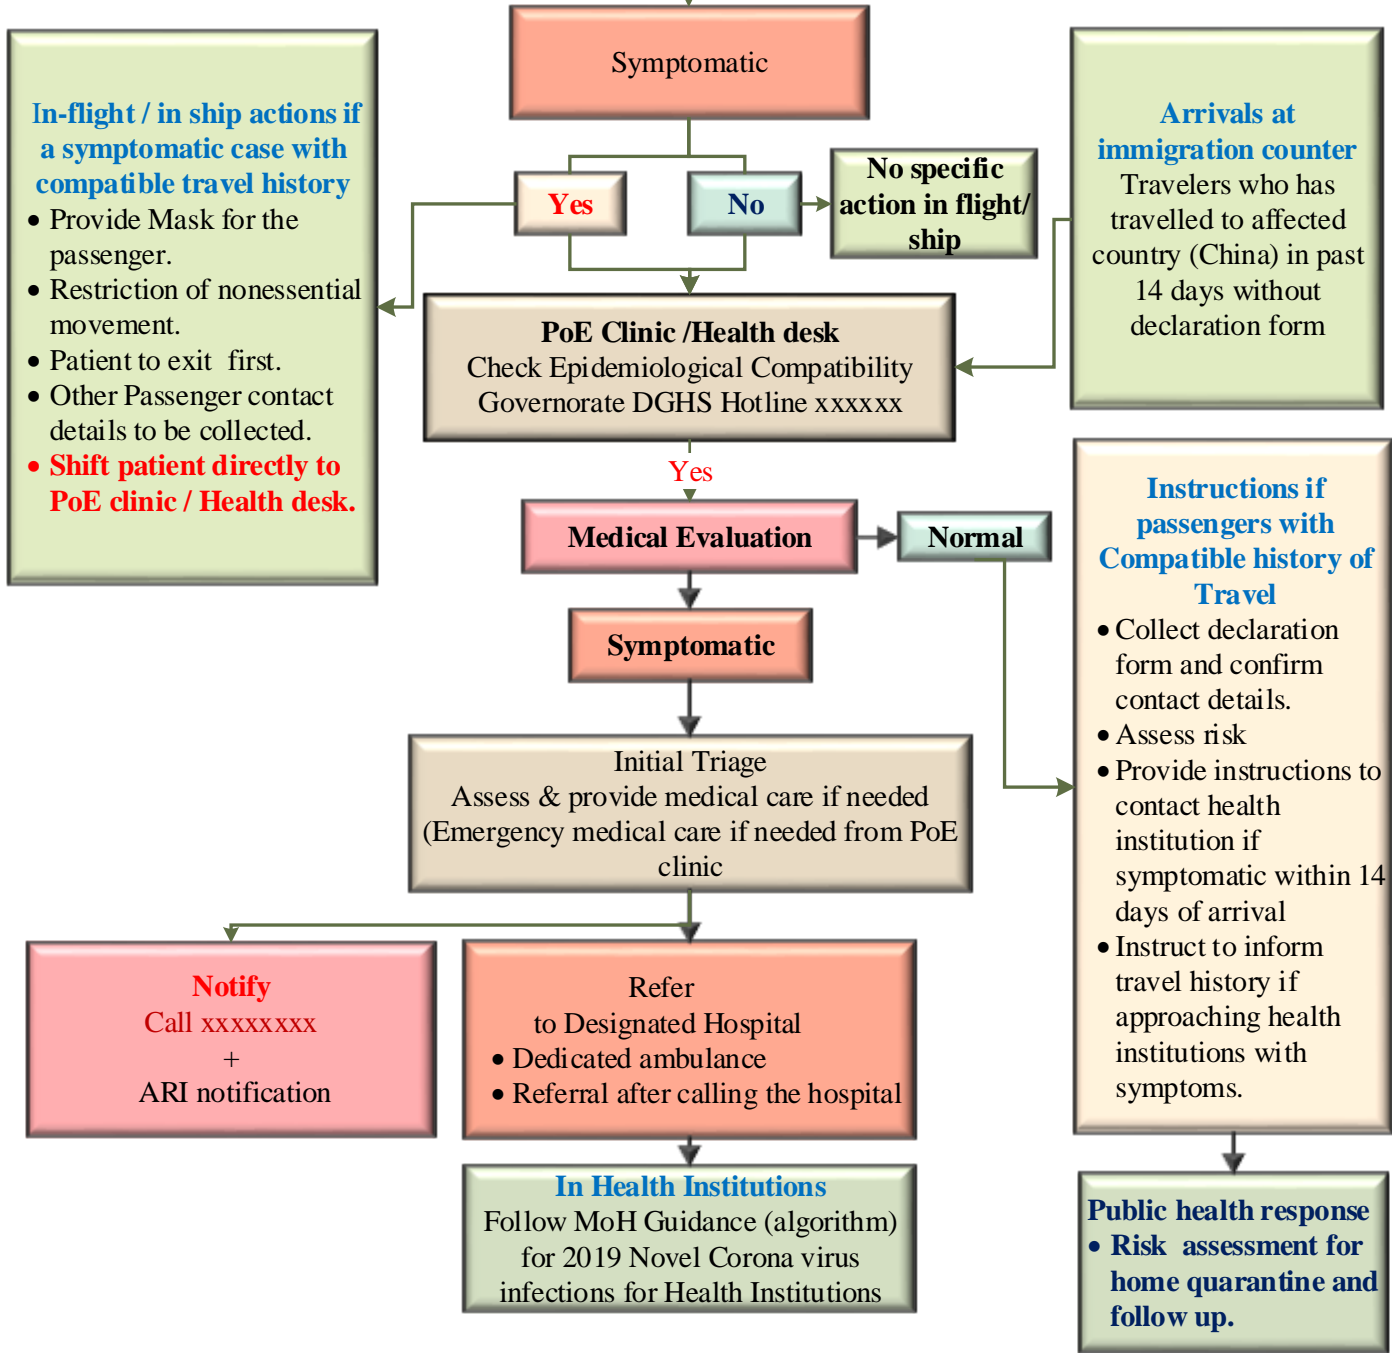 Symptomatic
In-flight / in ship actions if
a symptomatic case with
compatible travel history
• Provide Mask for the
passenger.
• Restriction of nonessential
movement.
• Patient to exit first.
• Other Passenger contact
details to be collected.
• Shift patient directly to
PoE clinic / Health desk.
Yes
No
No specific
action in flight/
ship
Arrivals at
immigration counter
Travelers who has
travelled to affected
country (China) in past
14 days without
declaration form
PoE Clinic /Health desk
Check Epidemiological Compatibility
Governorate DGHS Hotline xxxxxx
Yes
Medical Evaluation
Normal
Symptomatic
Initial Triage
Assess & provide medical care if needed
(Emergency medical care if needed from PoE
clinic
Instructions if
passengers with
Compatible history of
Travel
• Collect declaration
form and confirm
contact details.
• Assess risk
• Provide instructions to
contact health
institution if
symptomatic within 14
days of arrival
• Instruct to inform
travel history if
approaching health
institutions with
symptoms.
Notify
Call xxxxxxxx
+
ARI notification
Refer
to Designated Hospital
• Dedicated ambulance
• Referral after calling the hospital
In Health Institutions
Follow MoH Guidance (algorithm)
for 2019 Novel Corona virus
infections for Health Institutions
Public health response
• Risk assessment for
home quarantine and
follow up.